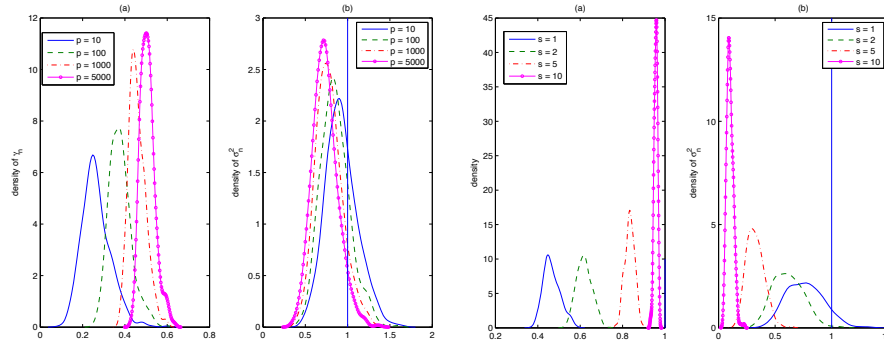 (a)
(b)
(a)
(b)
density of γn
12
10
8
6
4
2
0
0
0.2
0.4
0.6
0.8
p = 10
p = 100
p = 1000
p = 5000
density of σn²
3
2.5
2
1.5
1
0.5
0
0
0.5
1
1.5
2
p = 10
p = 100
p = 1000
p = 5000
density
45
40
35
30
25
20
15
10
5
0
0.2
0.4
0.6
0.8
1
s = 1
s = 2
s = 5
s = 10
density of σn²
15
10
5
0
0
0.5
1
s = 1
s = 2
s = 5
s = 10